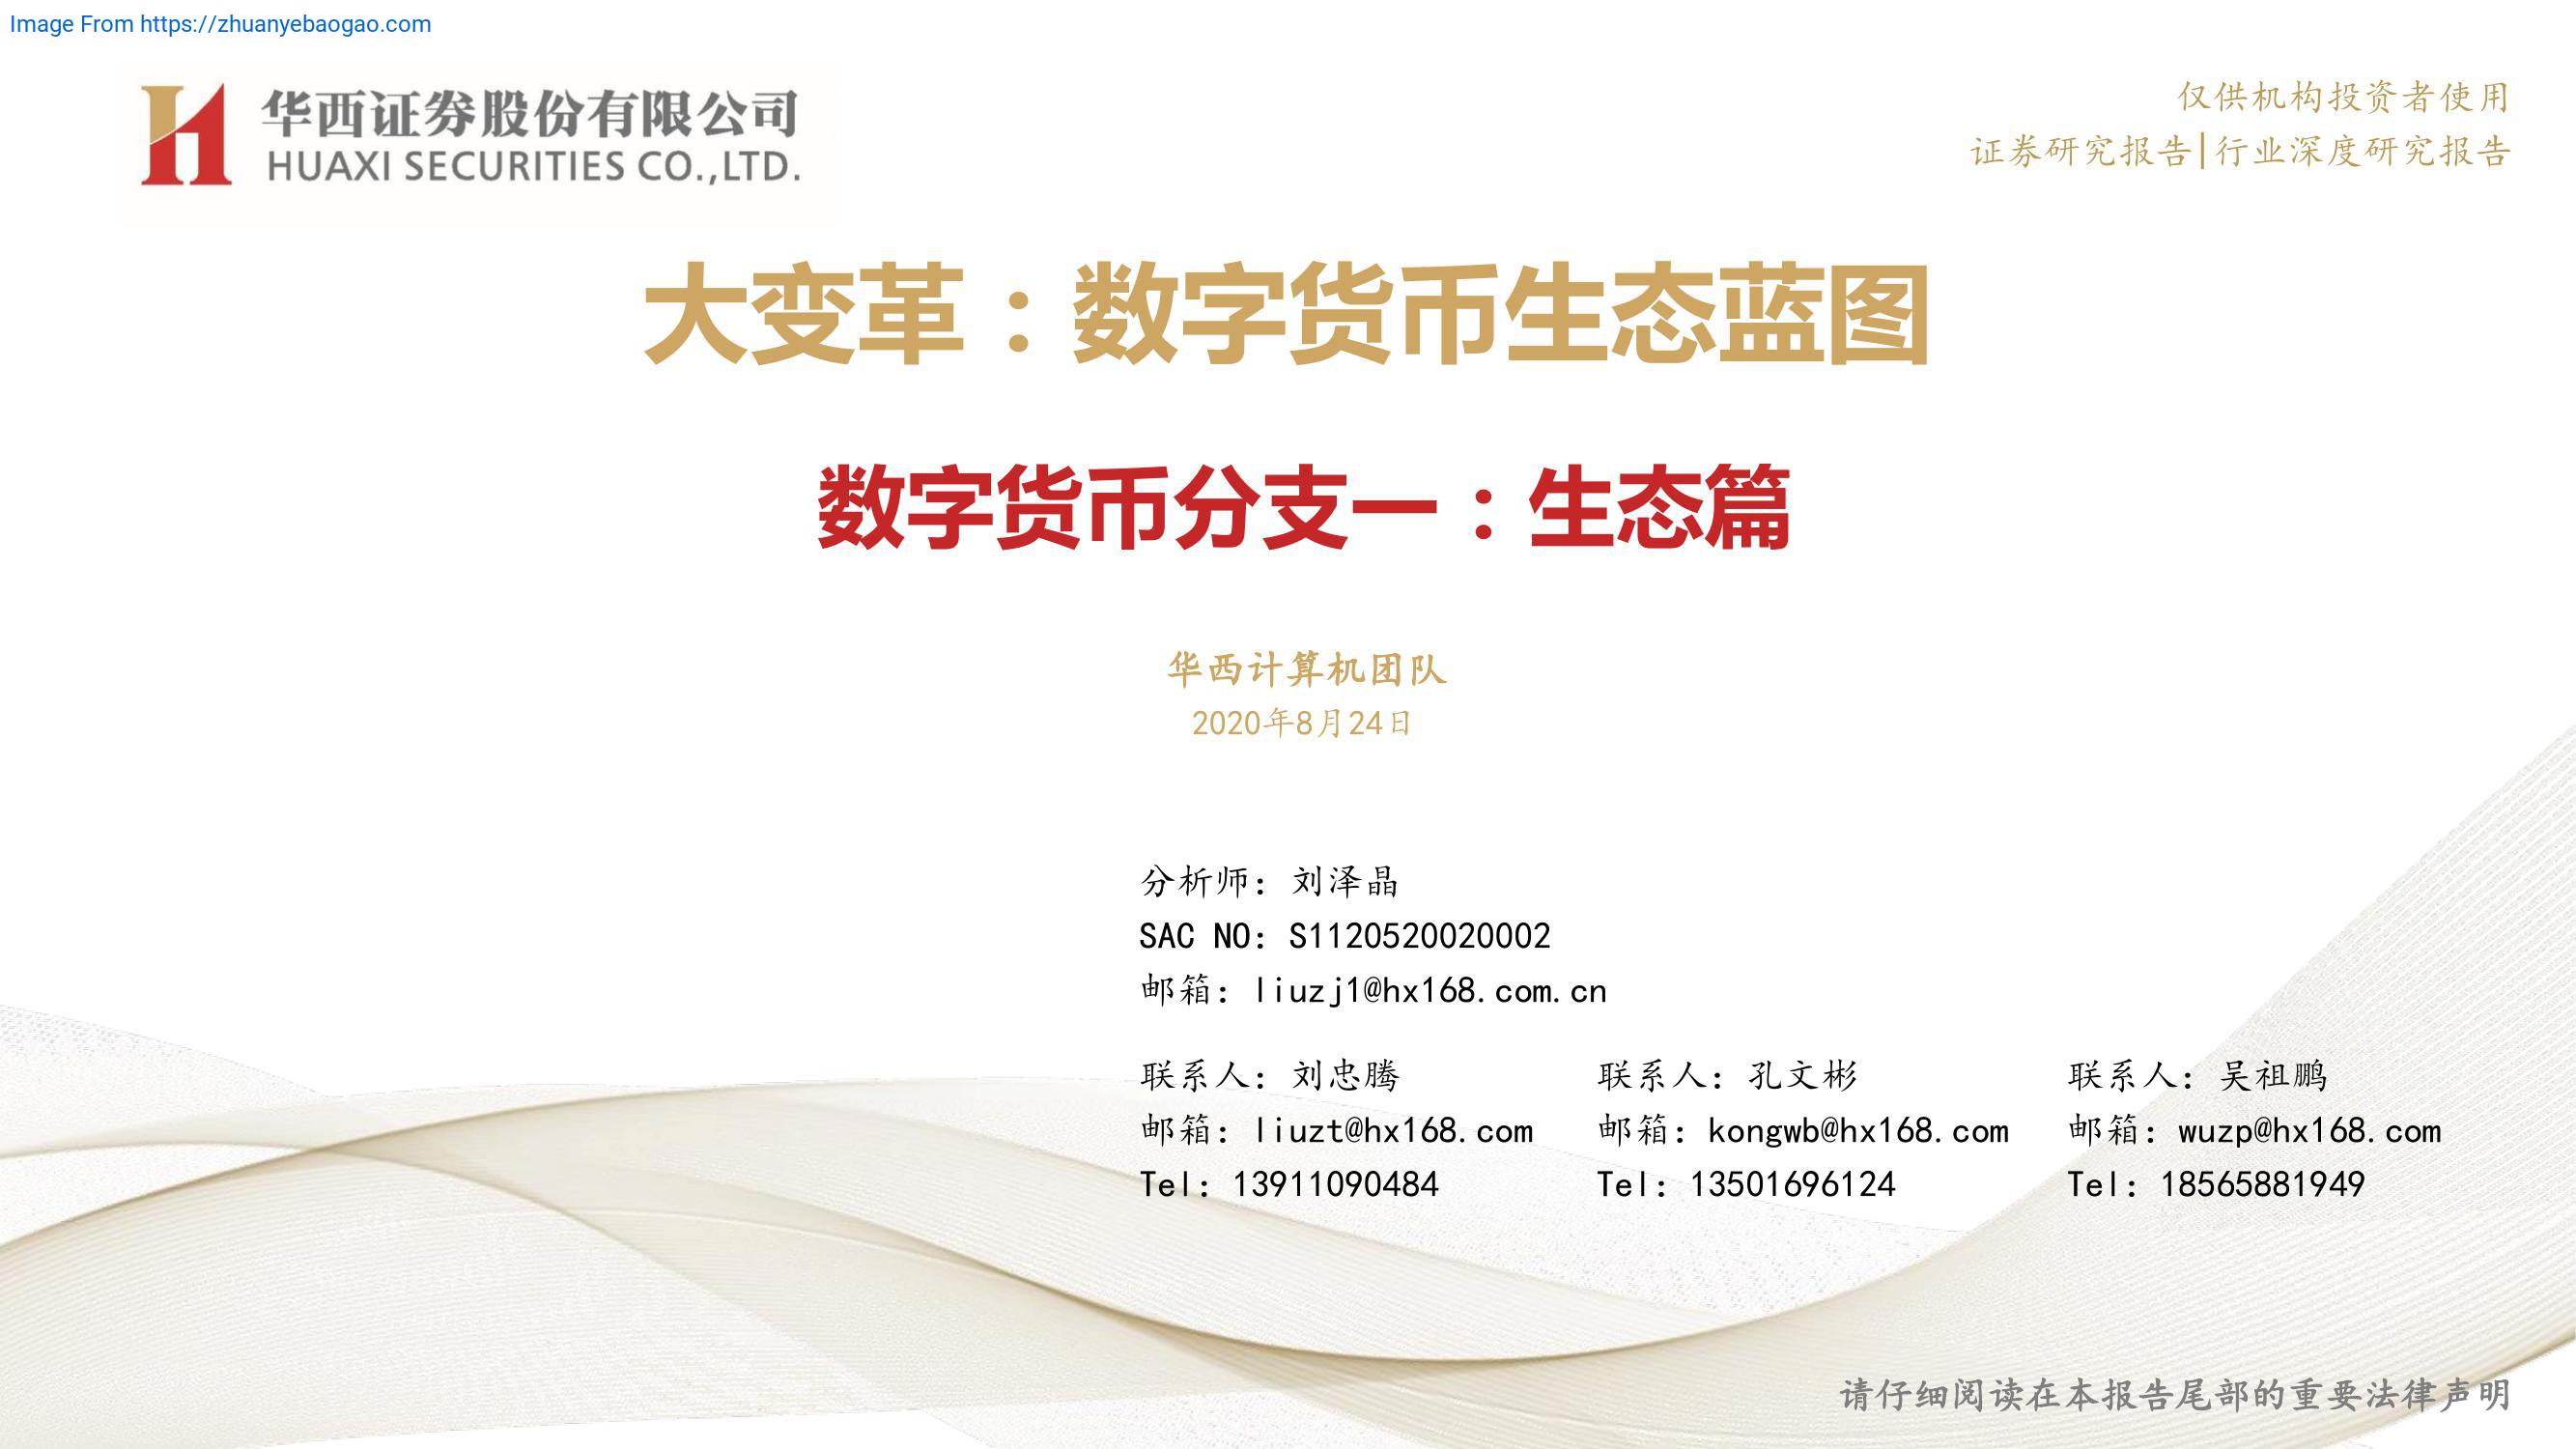 Image From https://zhuanyebaogao.com
华西证券股份有限公司
HUAXI SECURITIES CO.,LTD.
仅供机构投资者使用
证券研究报告|行业深度研究报告
大变革：数字货币生态蓝图
数字货币分支一：生态篇
华西计算机团队
2020年8月24日
分析师：刘泽晶
SAC NO：S1120520020002
邮箱：liuzj1@hx168.com.cn
联系人：刘忠腾
邮箱：liuzt@hx168.com
Tel：13911090484
联系人：孔文彬
邮箱：kongwb@hx168.com
Tel：13501696124
联系人：吴祖鹏
邮箱：wuzp@hx168.com
Tel：18565881949
请仔细阅读在本报告尾部的重要法律声明